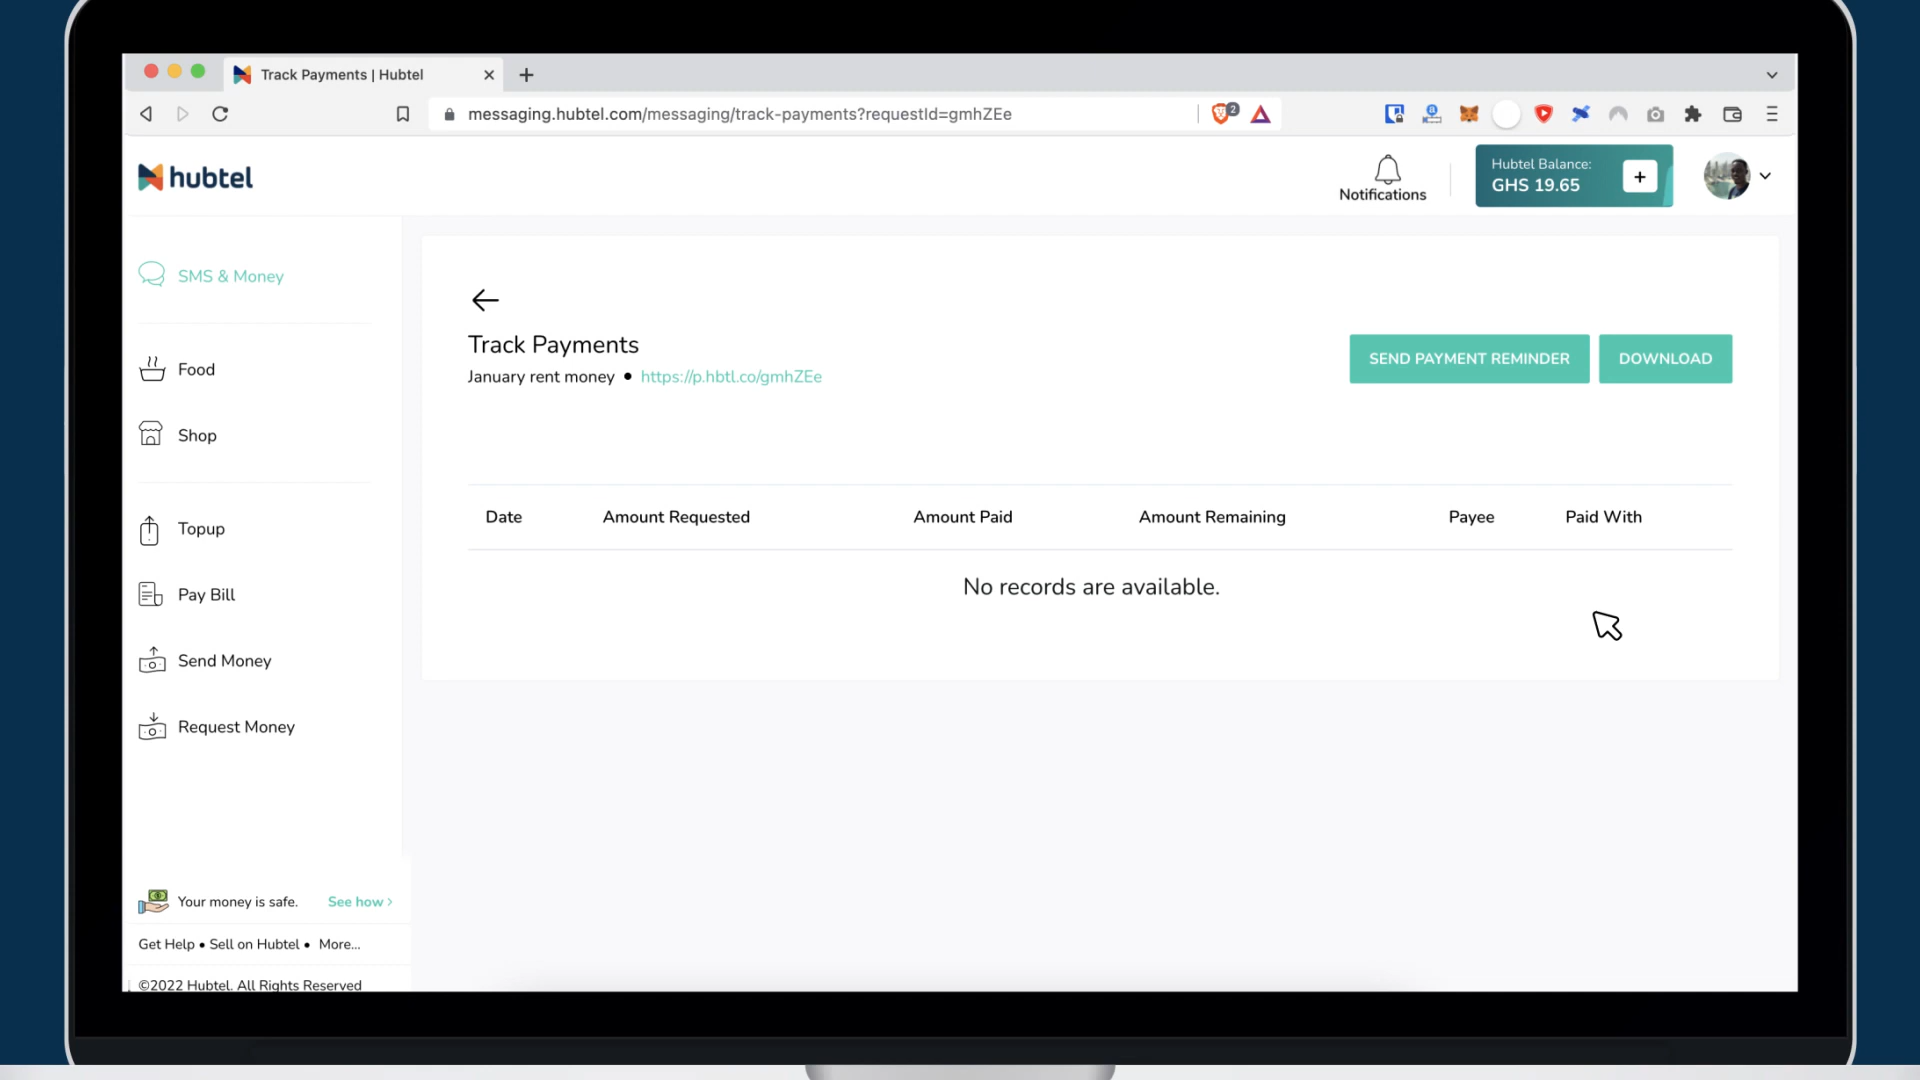 Track Payments | Hubtel
messaging.hubtel.com/messaging/track-payments?requestId=gmhZEe
2
hubtel
Notifications
Hubtel Balance:
GHS 19.65
+
SMS & Money
Food
Shop
Topup
Pay Bill
Send Money
Request Money
Track Payments
January rent money • https://p.hbtl.co/gmhZEe
SEND PAYMENT REMINDER
DOWNLOAD
Date Amount Requested Amount Paid Amount Remaining Payee Paid With
No records are available.
Your money is safe. See how >
Get Help • Sell on Hubtel • More...
©2022 Hubtel. All Rights Reserved